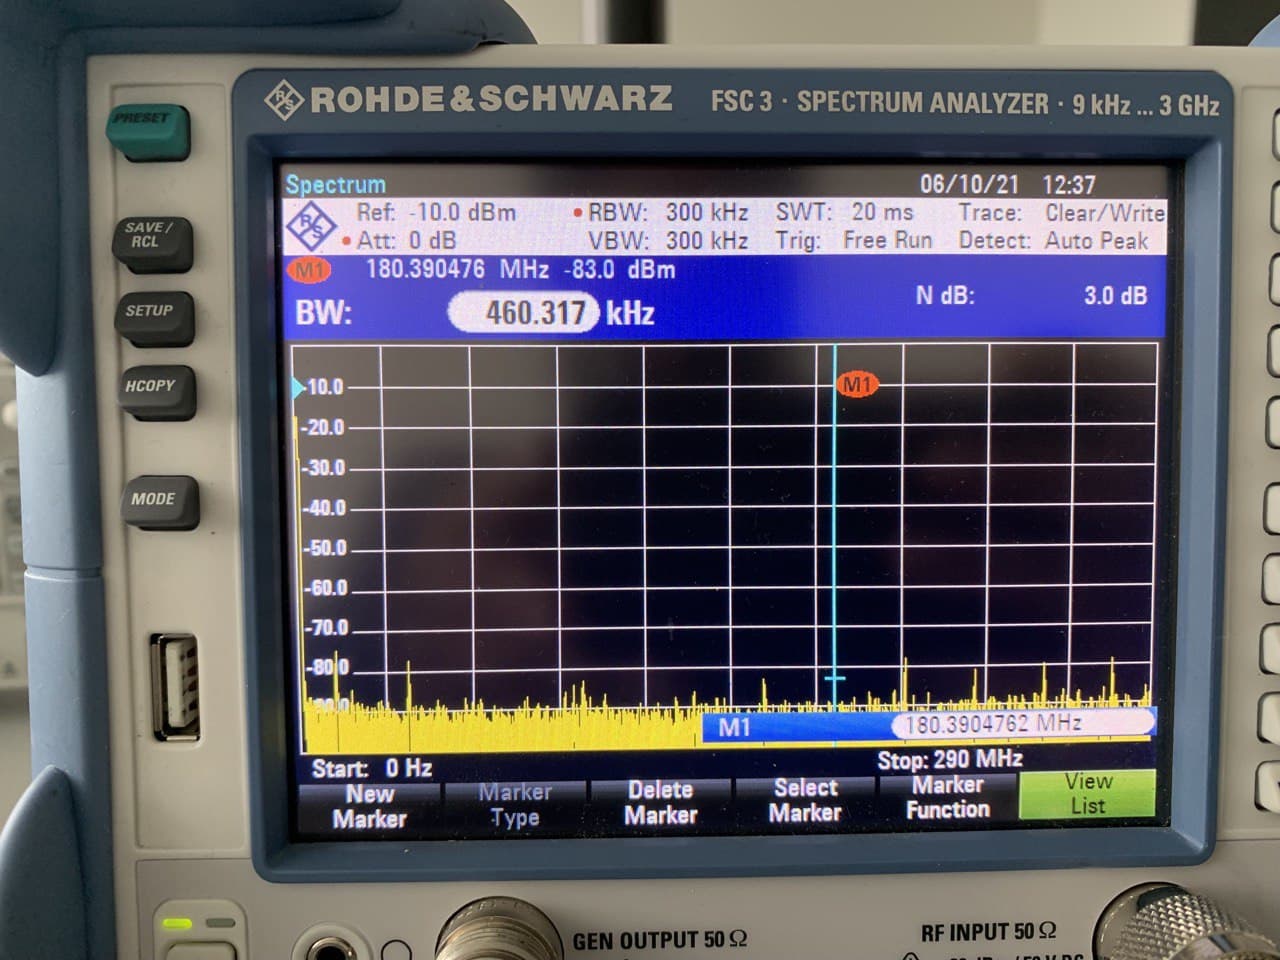 ROHDE & SCHWARZ FSC 3 · SPECTRUM ANALYZER · 9 kHz ... 3 GHz
PRESET
SAVE /
RCL
SETUP
HCOPY
MODE
Spectrum 06/10/21 12:37
Ref: -10.0 dBm RBW: 300 kHz SWT: 20 ms Trace: Clear/Write
Att: 0 dB VBW: 300 kHz Trig: Free Run Detect: Auto Peak
M1 180.390476 MHz -83.0 dBm
BW: 460.317 kHz N dB: 3.0 dB
-10.0
M1
-20.0
-30.0
-40.0
-50.0
-60.0
-70.0
-80.0
-90.0
M1 180.3904762 MHz
Start: 0 Hz Stop: 290 MHz
New
Marker
Marker
Type
Delete
Marker
Select
Marker
Marker
Function
View
List
GEN OUTPUT 50 Ω
RF INPUT 50 Ω